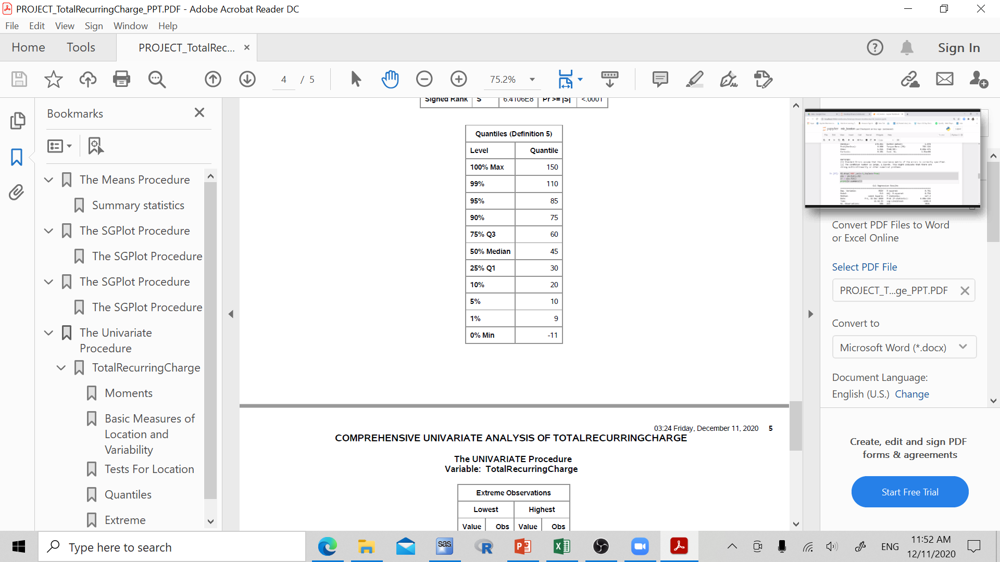 PROJECT_TotalRecurringCharge_PPT.PDF - Adobe Acrobat Reader DC
File Edit View Sign Window Help
Home Tools PROJECT_TotalRec... × Sign In
4 / 5 75.2%
Bookmarks
The Means Procedure
Summary statistics
The SGPlot Procedure
The SGPlot Procedure
The SGPlot Procedure
The SGPlot Procedure
The Univariate
Procedure
TotalRecurringCharge
Moments
Basic Measures of
Location and
Variability
Tests For Location
Quantiles
Extreme
Signed Rank S 6.4106E8 Pr >= |S| <.0001
Quantiles (Definition 5)
Level Quantile
100% Max 150
99% 110
95% 85
90% 75
75% Q3 60
50% Median 45
25% Q1 30
10% 20
5% 10
1% 9
0% Min -11
03:24 Friday, December 11, 2020 5
COMPREHENSIVE UNIVARIATE ANALYSIS OF TOTALRECURRINGCHARGE
The UNIVARIATE Procedure
Variable: TotalRecurringCharge
Extreme Observations
Lowest Highest
Value Obs Value Obs
Convert PDF Files to Word
or Excel Online
Select PDF File
PROJECT_T...ge_PPT.PDF
Convert to
Microsoft Word (*.docx)
Document Language:
English (U.S.) Change
Create, edit and sign PDF
forms & agreements
Start Free Trial
Type here to search
sas
ENG
11:52 AM
12/11/2020